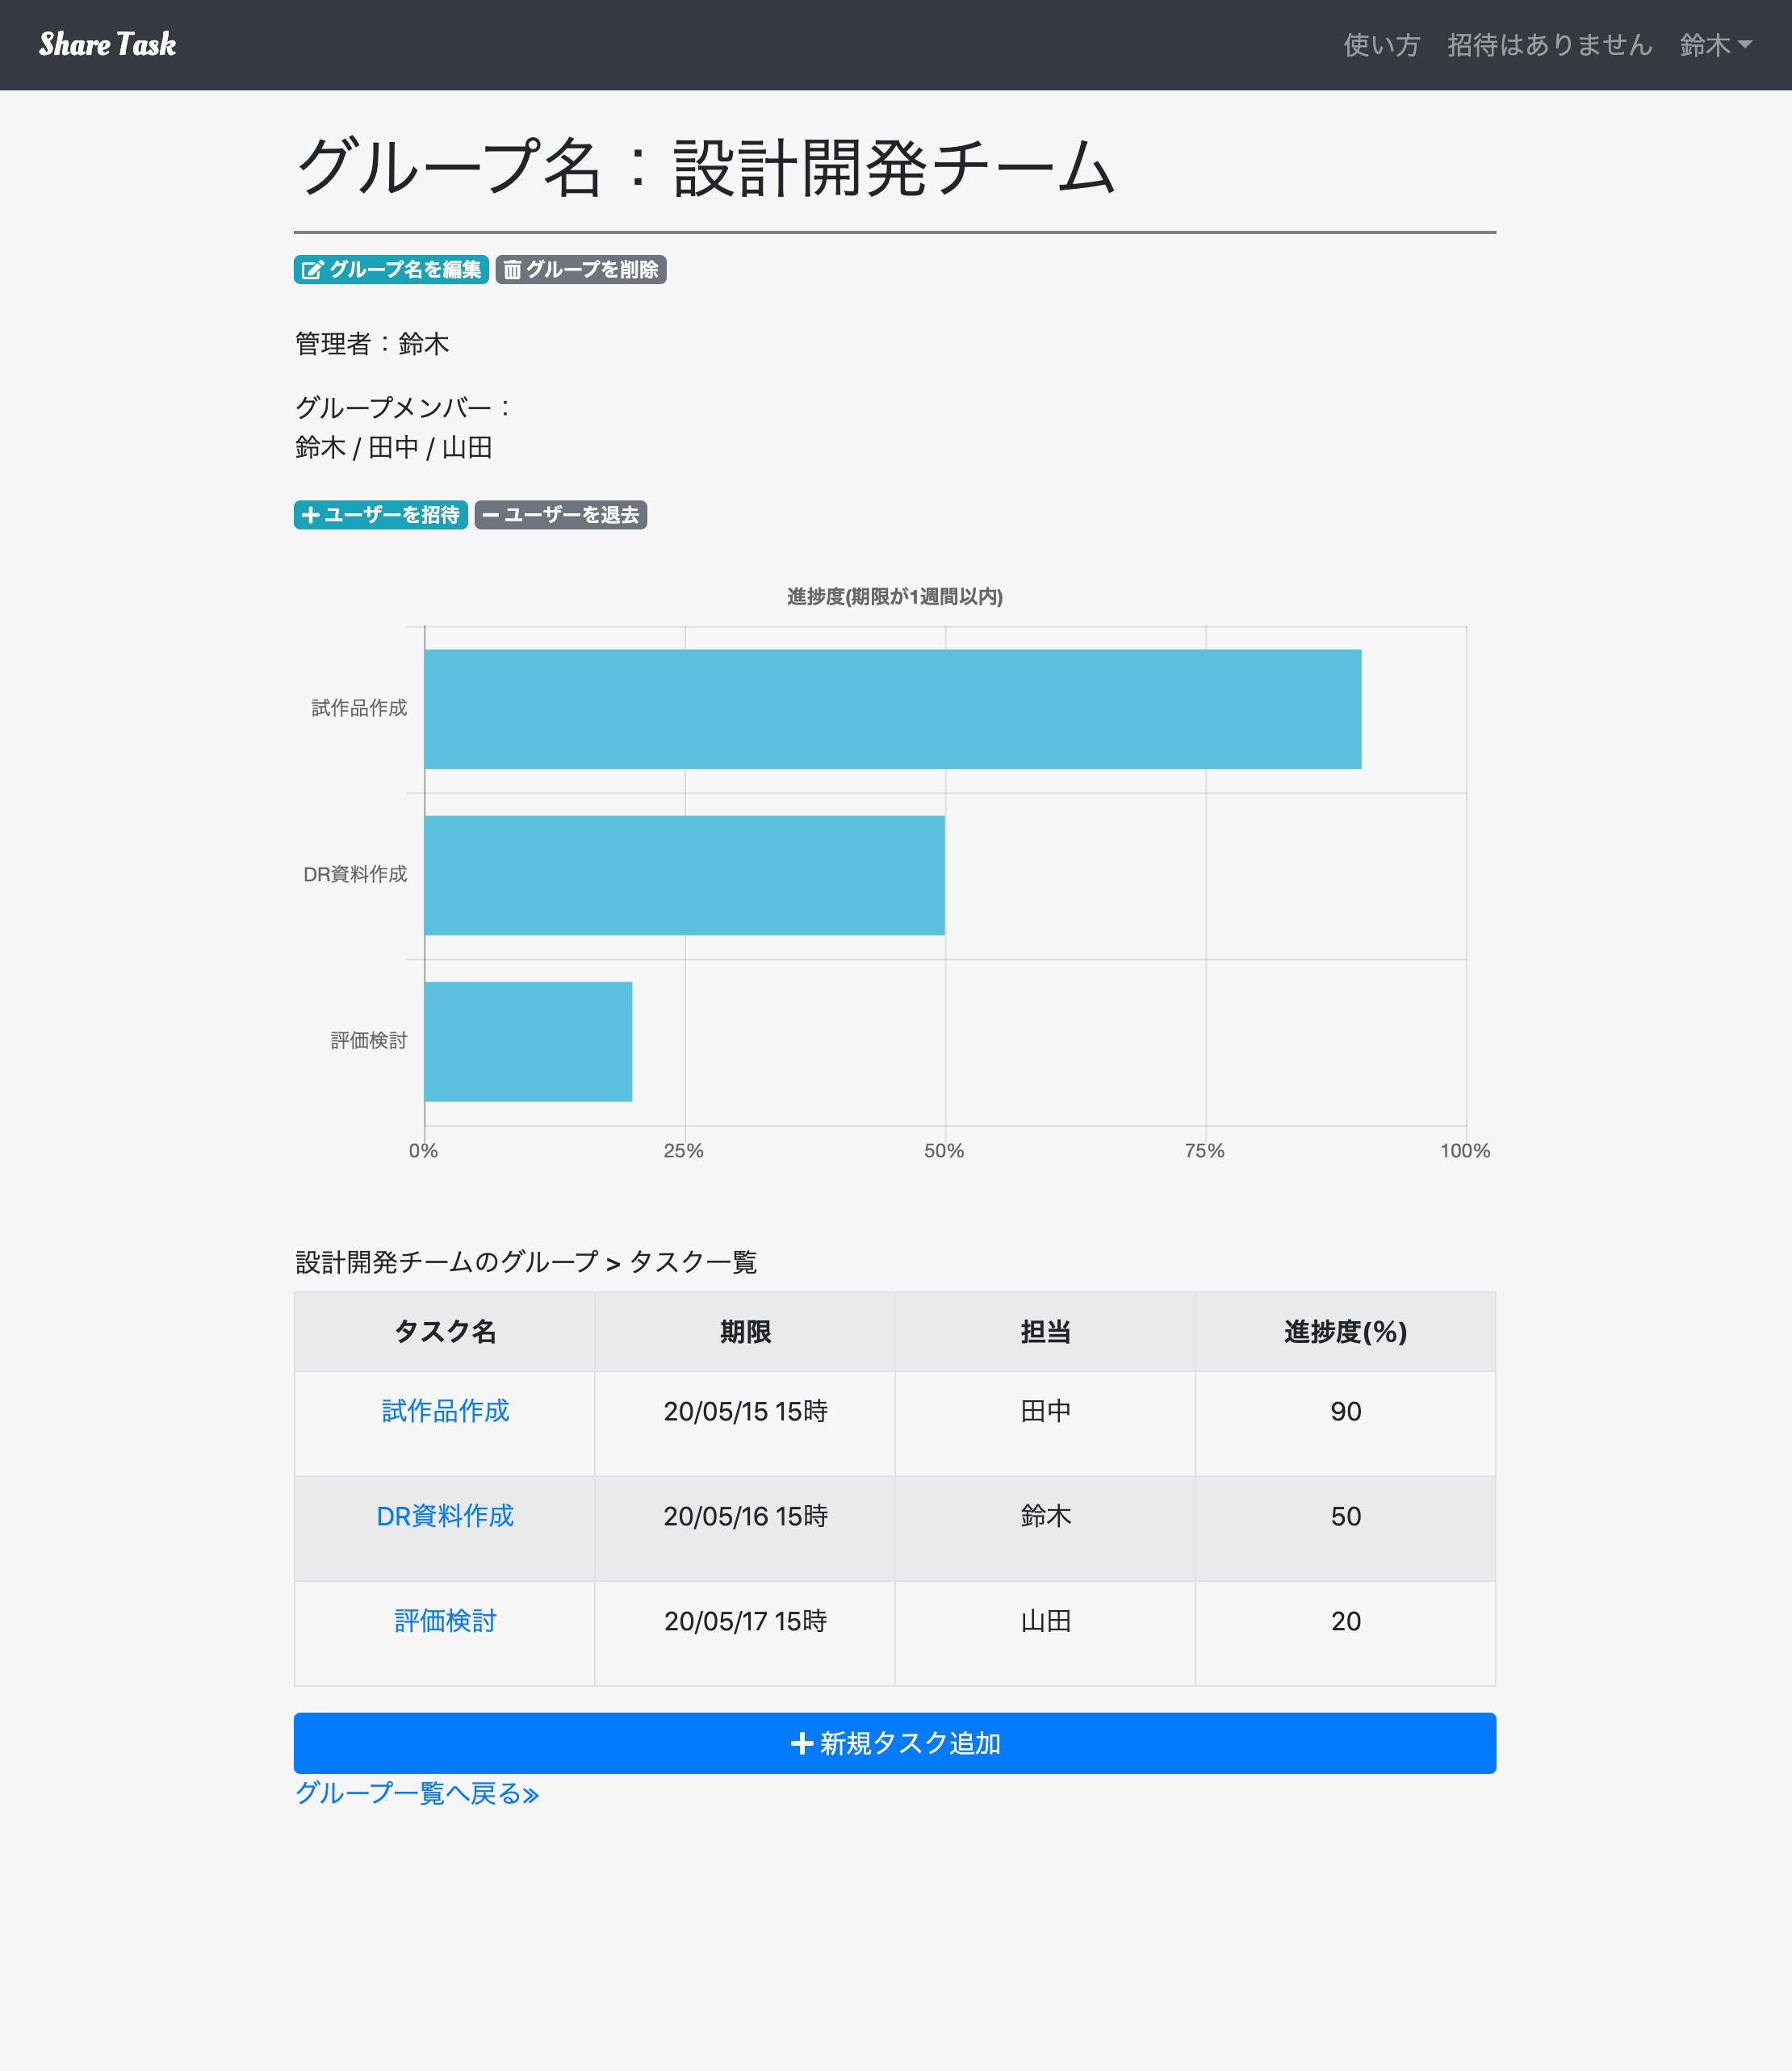 Share Task
使い方 招待はありません 鈴木
グループ名：設計開発チーム
グループ名を編集 グループを削除
管理者：鈴木
グループメンバー：
鈴木 / 田中 / 山田
ユーザーを招待 ユーザーを退去
進捗度(期限が1週間以内)
試作品作成
DR資料作成
評価検討
0% 25% 50% 75% 100%
設計開発チームのグループ > タスク一覧
タスク名 期限 担当 進捗度(%)
試作品作成 20/05/15 15時 田中 90
DR資料作成 20/05/16 15時 鈴木 50
評価検討 20/05/17 15時 山田 20
新規タスク追加
グループ一覧へ戻る»